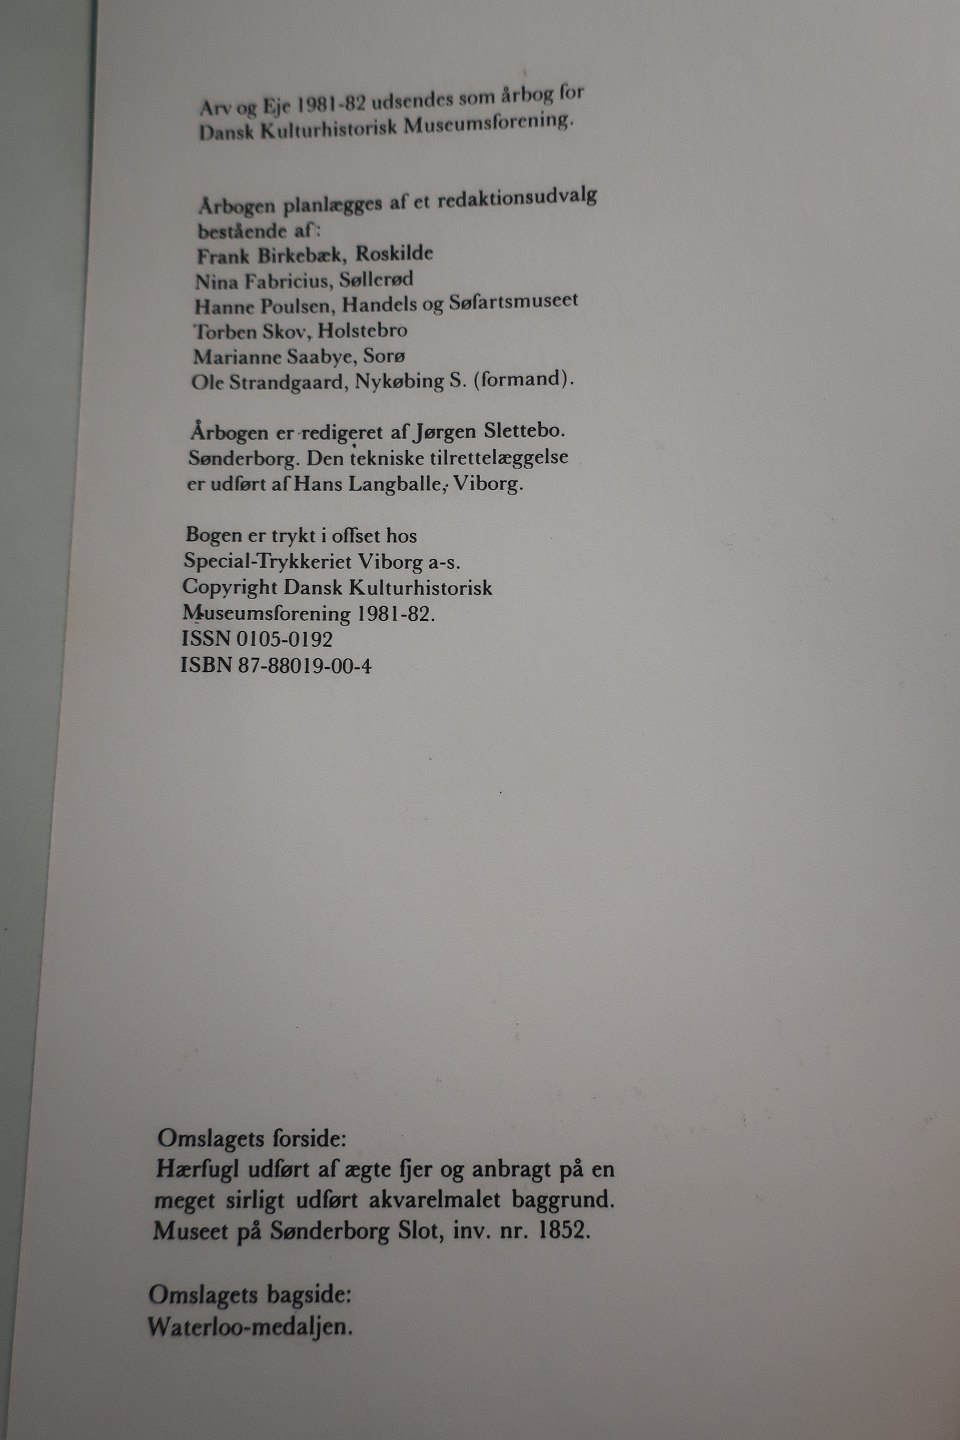 Arv og Eje 1981-82 udsendes som årbog for
Dansk Kulturhistorisk Museumsforening.
Årbogen planlægges af et redaktionsudvalg
bestående af:
Frank Birkebæk, Roskilde
Nina Fabricius, Søllerød
Hanne Poulsen, Handels og Søfartsmuseet
Torben Skov, Holstebro
Marianne Saabye, Sorø
Ole Strandgaard, Nykøbing S. (formand).
Årbogen er redigeret af Jørgen Slettebo.
Sønderborg. Den tekniske tilrettelæggelse
er udført af Hans Langballe, Viborg.
Bogen er trykt i offset hos
Special-Trykkeriet Viborg a-s.
Copyright Dansk Kulturhistorisk
Museumsforening 1981-82.
ISSN 0105-0192
ISBN 87-88019-00-4
Omslagets forside:
Hærfugl udført af ægte fjer og anbragt på en
meget sirligt udført akvarelmalet baggrund.
Museet på Sønderborg Slot, inv. nr. 1852.
Omslagets bagside:
Waterloo-medaljen.